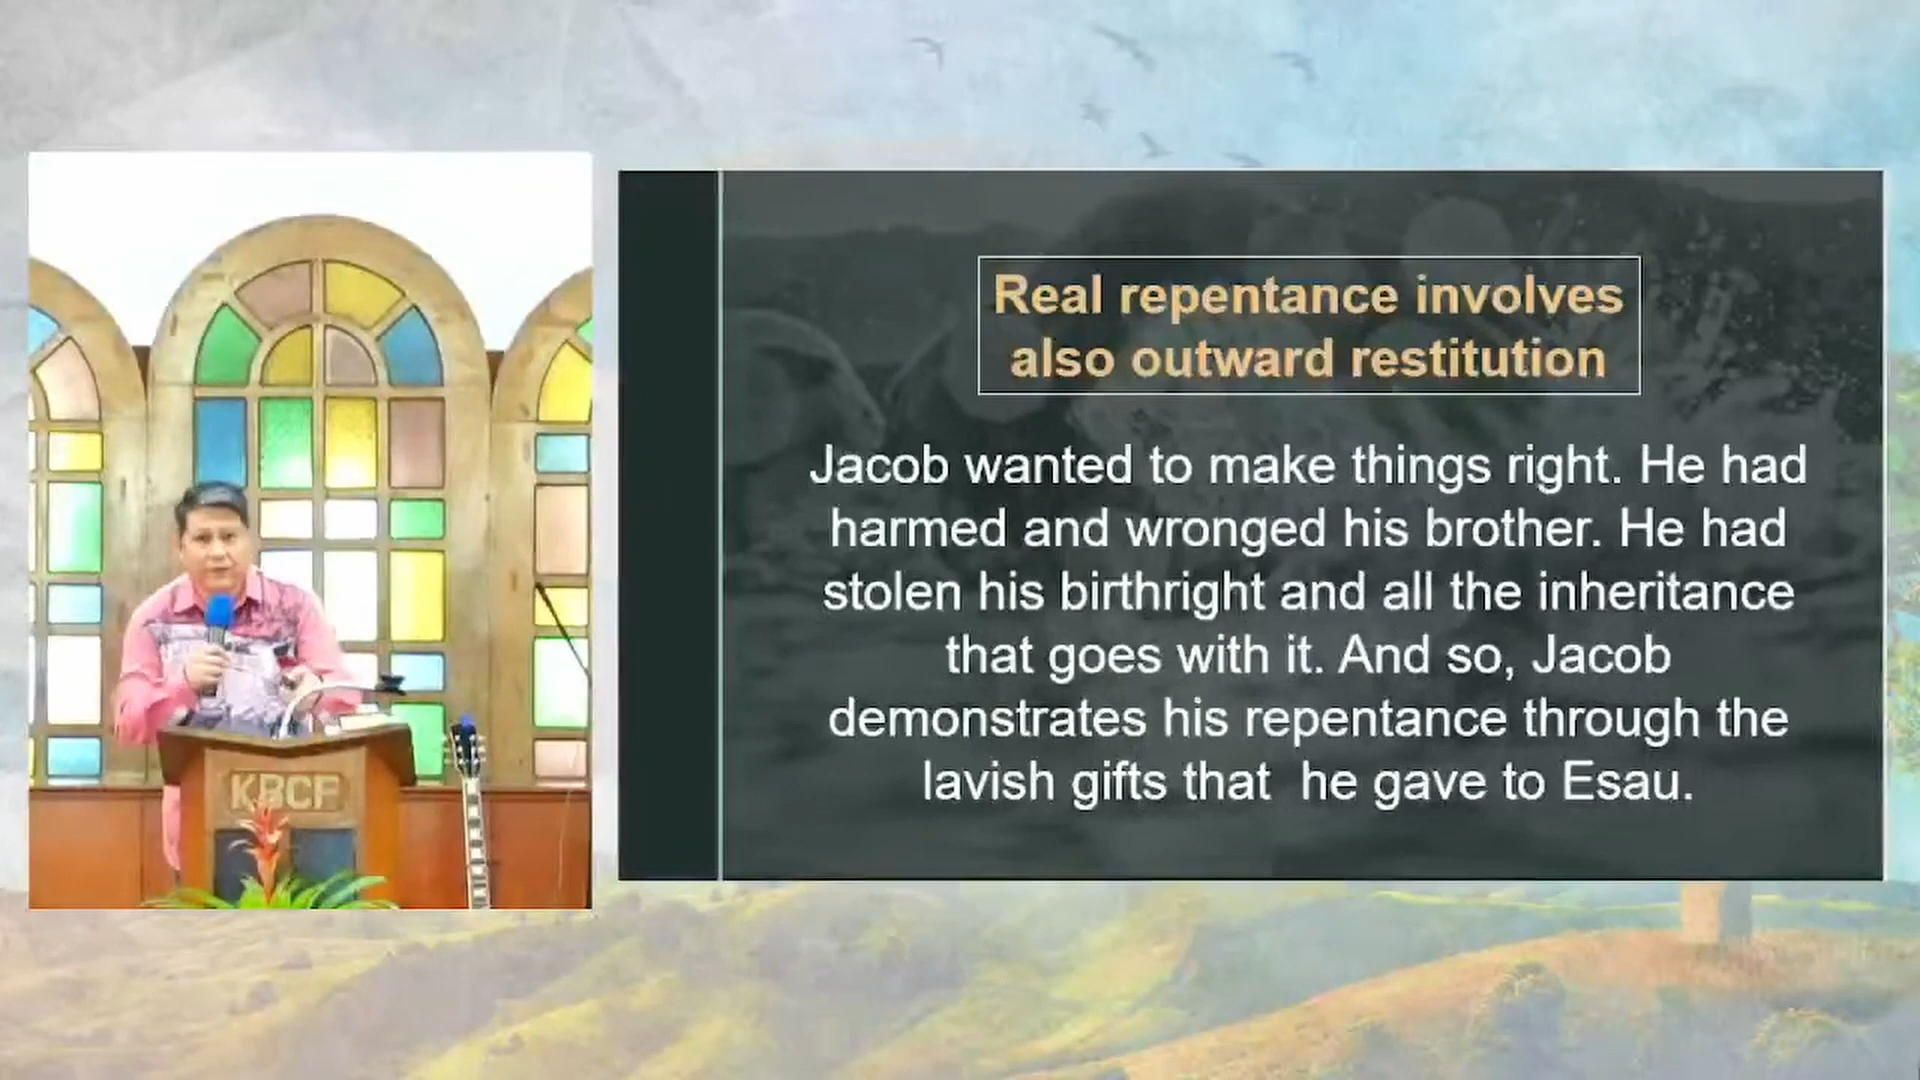 Real repentance involves
also outward restitution
Jacob wanted to make things right. He had
harmed and wronged his brother. He had
stolen his birthright and all the inheritance
that goes with it. And so, Jacob
demonstrates his repentance through the
lavish gifts that he gave to Esau.
KBCF